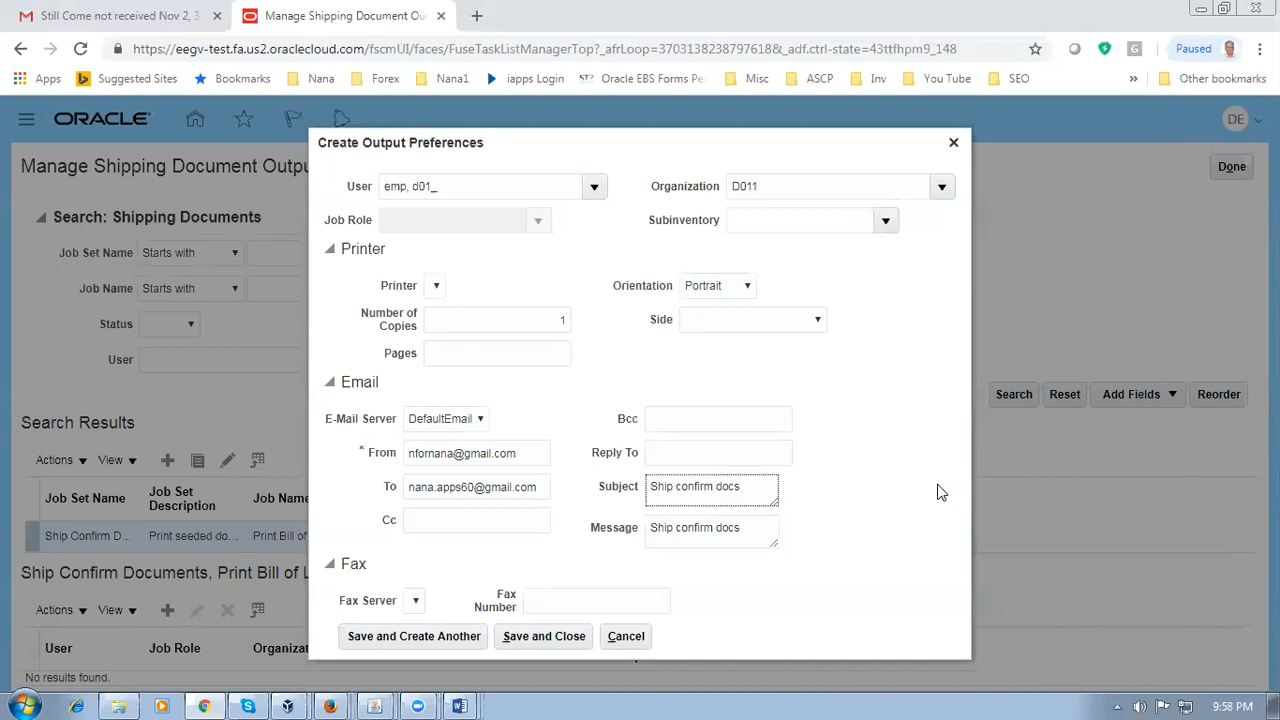 Still Come not received Nov 2, 3
Manage Shipping Document Ou
https://eegv-test.fa.us2.oraclecloud.com/fscmUI/faces/FuseTaskListManagerTop?_afrLoop=37031382387976188&_adf.ctrl-state=43ttfhpm9_148
Paused
Apps Suggested Sites Bookmarks Nana Forex Nana1 iapps Login Oracle EBS Forms Pe Misc ASCP Inv You Tube SEO » Other bookmarks
ORACLE DE
Manage Shipping Document Outpu
Done
Search: Shipping Documents
Job Set Name Starts with
Job Name Starts with
Status
User
Search Reset Add Fields Reorder
Search Results
Actions View
Job Set Name Job Set Description Job Name
Ship Confirm D... Print seeded do... Print Bill of
Ship Confirm Documents, Print Bill of L
Actions View
User Job Role Organiza
No results found.
Create Output Preferences
User emp, d01_ Organization D011
Job Role Subinventory
Printer
Printer Orientation Portrait
Number of Copies 1 Side
Pages
Email
E-Mail Server DefaultEmail Bcc
* From nfornana@gmail.com Reply To
To nana.apps60@gmail.com Subject Ship confirm docs
Cc Message Ship confirm docs
Fax
Fax Server Fax Number
Save and Create Another Save and Close Cancel
9:58 PM